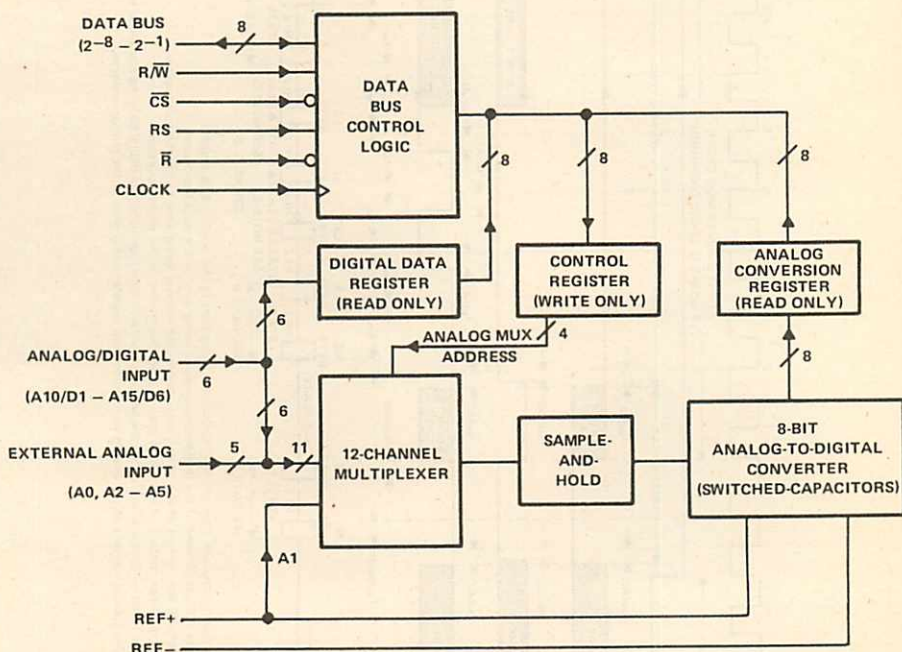 DATA BUS
(2−8 – 2−1)
8
R/W̅
C̅S̅
RS
R̅
CLOCK
DATA
BUS
CONTROL
LOGIC
8
8
8
DIGITAL DATA
REGISTER
(READ ONLY)
CONTROL
REGISTER
(WRITE ONLY)
ANALOG
CONVERSION
REGISTER
(READ ONLY)
6
ANALOG MUX
ADDRESS
4
8
ANALOG/DIGITAL
INPUT
(A10/D1 – A15/D6)
6
6
EXTERNAL ANALOG
INPUT
(A0, A2 – A5)
5
11
12-CHANNEL
MULTIPLEXER
SAMPLE-
AND-
HOLD
8-BIT
ANALOG-TO-DIGITAL
CONVERTER
(SWITCHED-CAPACITORS)
A1
REF+
REF−